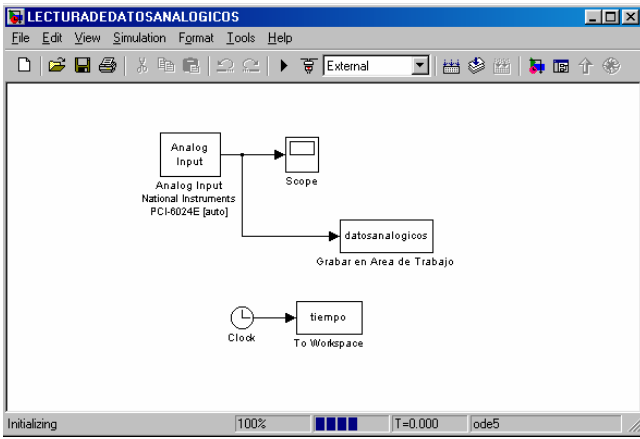 LECTURADEDATOSANALOGICOS
File Edit View Simulation Format Tools Help
External
Analog
Input
Analog Input
National Instruments
PCI-6024E [auto]
Scope
datosanalogicos
Grabar en Area de Trabajo
tiempo
Clock
To Workspace
Initializing 100% T=0.000 ode5